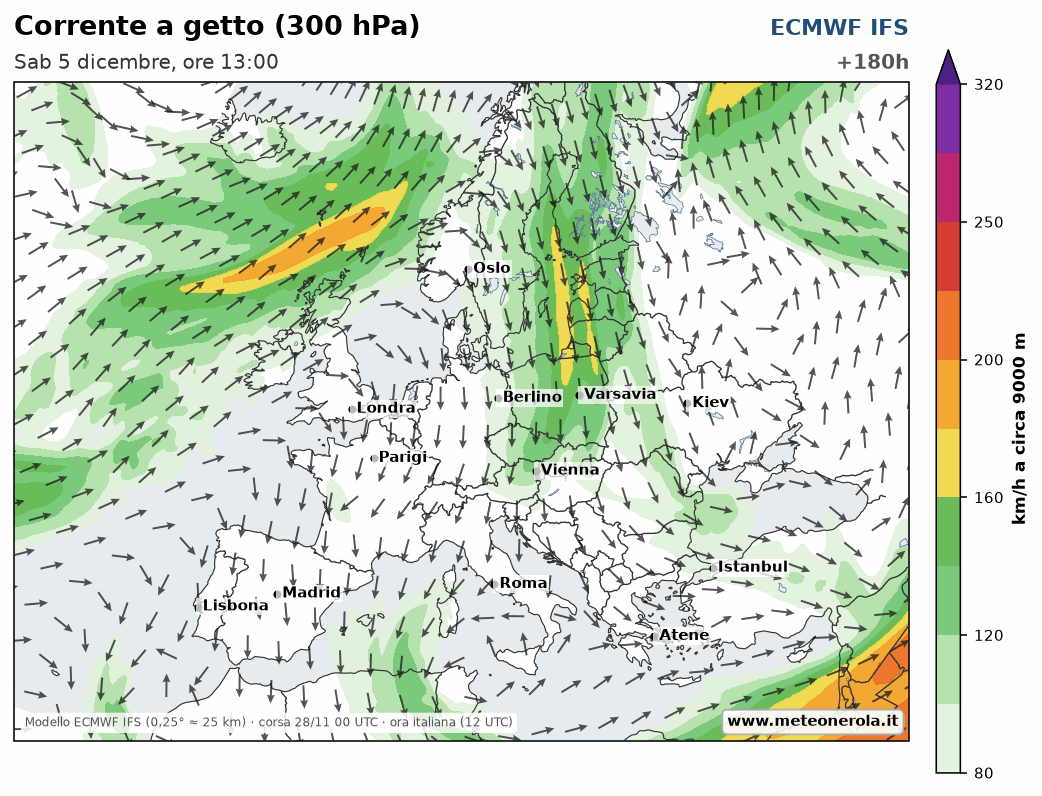 Corrente a getto (300 hPa)
ECMWF IFS
Sab 5 dicembre, ore 13:00
+180h
320
250
200
160
120
80
km/h a circa 9000 m
Oslo
Berlino
Varsavia
Kiev
Londra
Parigi
Vienna
Istanbul
Roma
Madrid
Lisbona
Atene
Modello ECMWF IFS (0,25° ≈ 25 km) · corsa 28/11 00 UTC · ora italiana (12 UTC)
www.meteonerola.it